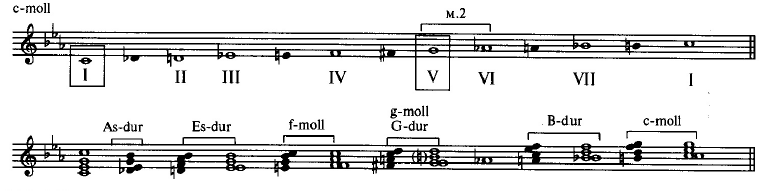 c-moll
м.2
I II III IV V VI VII I
g-moll
As-dur Es-dur f-moll G-dur B-dur c-moll